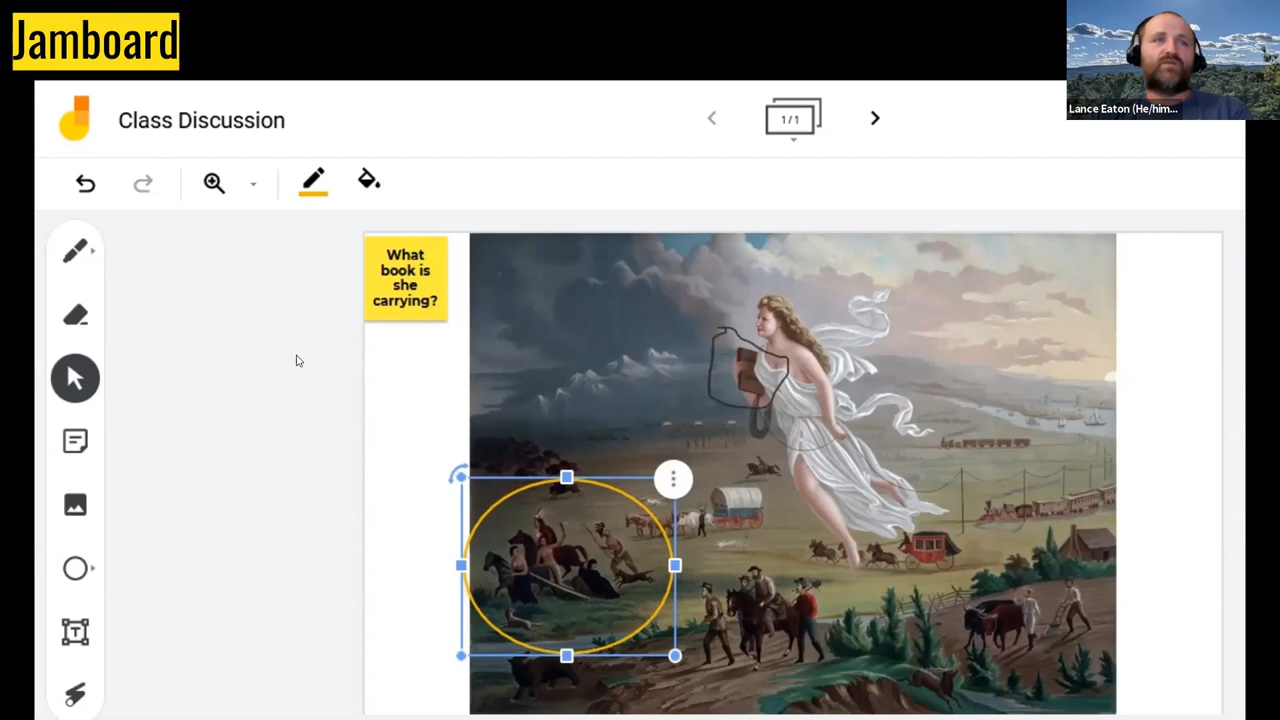 Jamboard
Lance Eaton (He/him...
Class Discussion
1/1
What
book is
she
carrying?
T